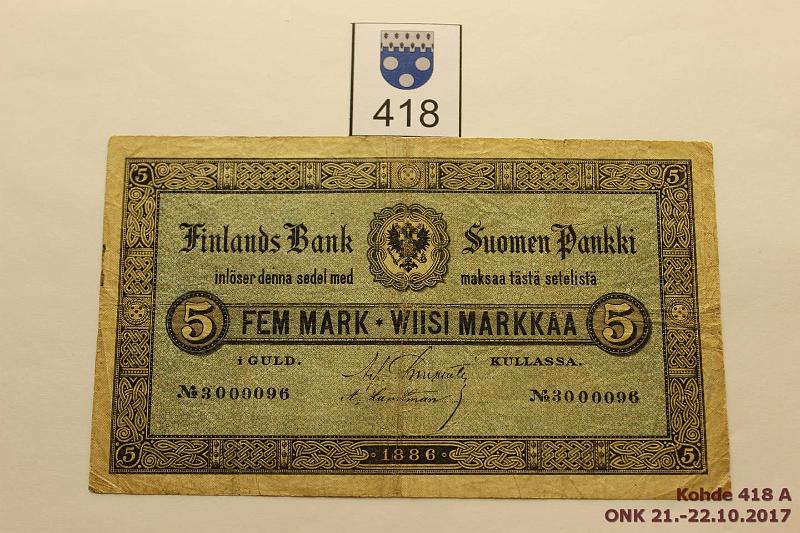 418
5 5
Finlands Bank Suomen Pankki
inlöser denna sedel med maksaa tästä setelistä
5 FEM MARK · WIISI MARKKAA 5
i GULD. KULLASSA.
№3000096 №3000096
5 · 1886 · 5
Kohde 418 A
ONK 21.-22.10.2017